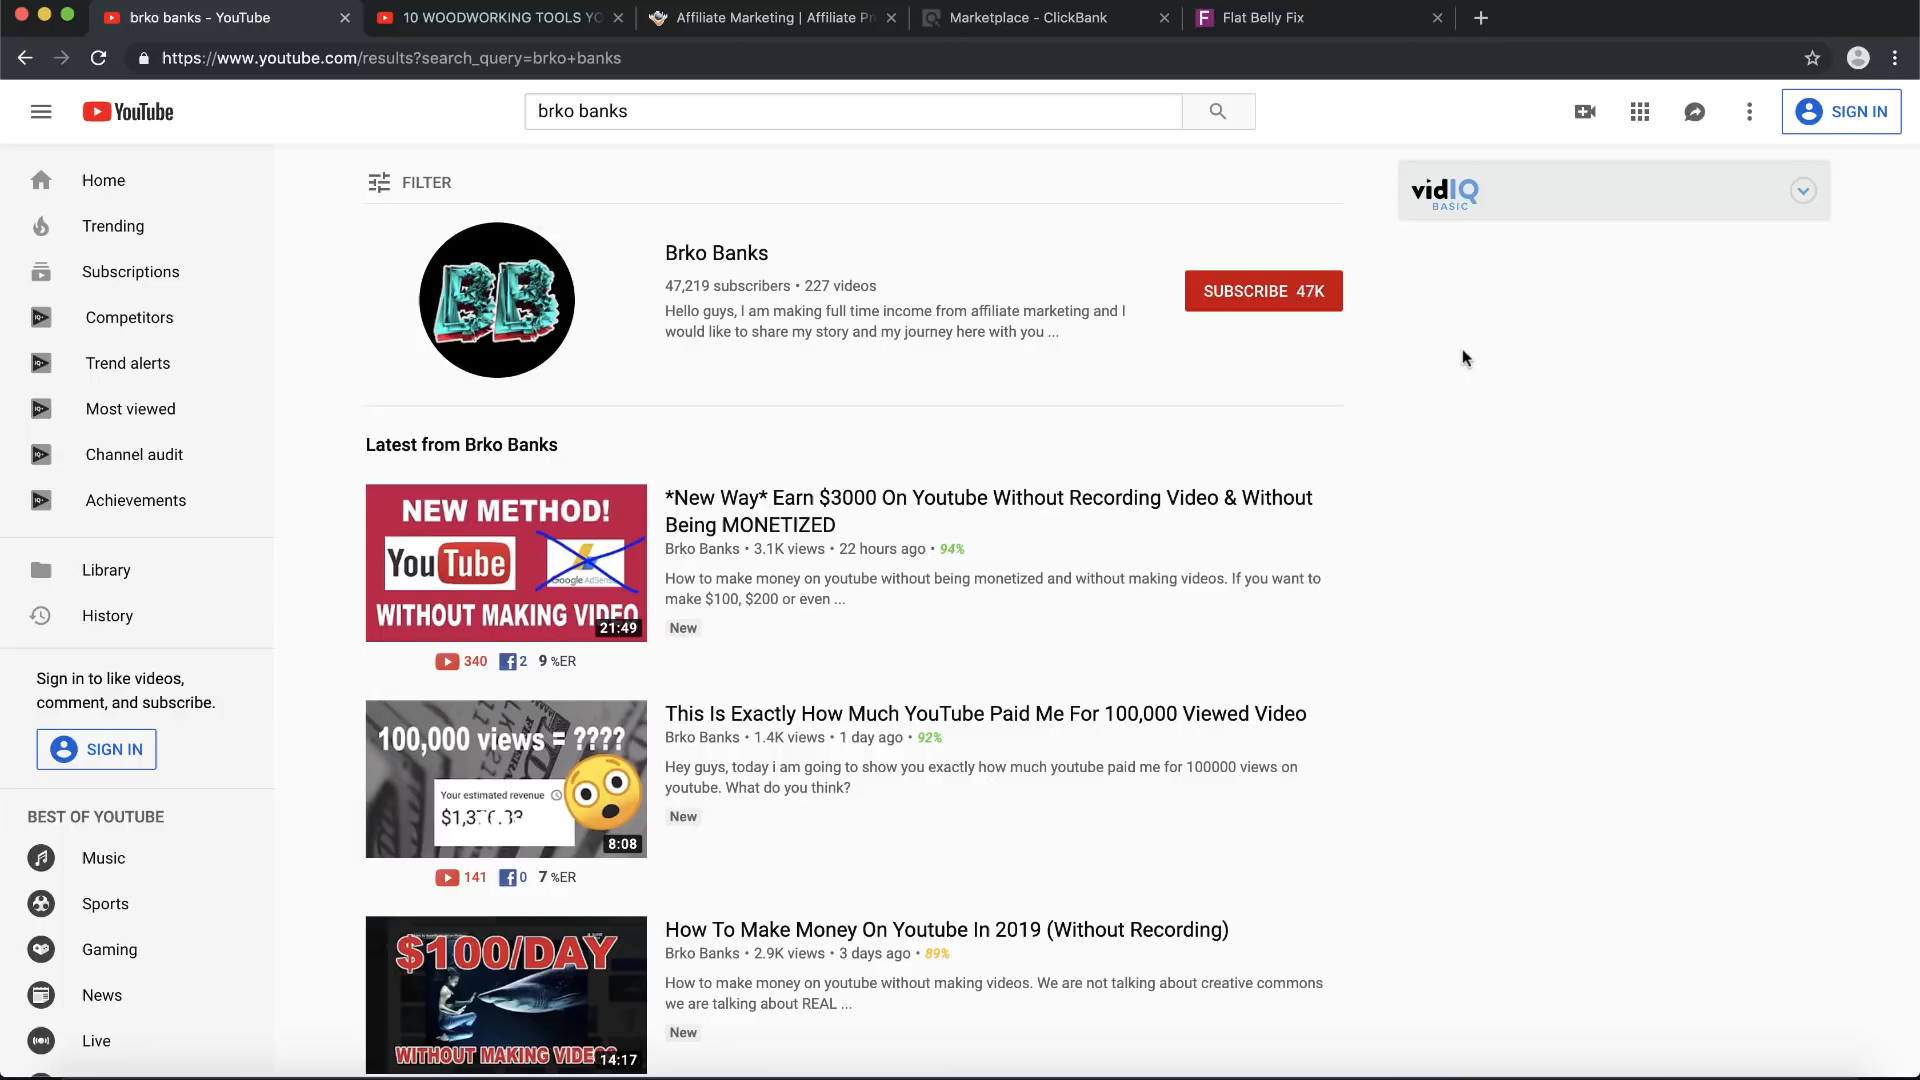 brko banks - YouTube
10 WOODWORKING TOOLS YO
Affiliate Marketing | Affiliate Pr
Marketplace - ClickBank
F Flat Belly Fix
https://www.youtube.com/results?search_query=brko+banks
YouTube
brko banks
SIGN IN
Home
Trending
Subscriptions
Competitors
Trend alerts
Most viewed
Channel audit
Achievements
Library
History
Sign in to like videos,
comment, and subscribe.
SIGN IN
BEST OF YOUTUBE
Music
Sports
Gaming
News
Live
FILTER
BB
Brko Banks
47,219 subscribers • 227 videos
Hello guys, I am making full time income from affiliate marketing and I
would like to share my story and my journey here with you ...
SUBSCRIBE 47K
vidIQ
BASIC
Latest from Brko Banks
NEW METHOD!
YouTube
Google AdSense
WITHOUT MAKING VIDEO
21:49
*New Way* Earn $3000 On Youtube Without Recording Video & Without
Being MONETIZED
Brko Banks • 3.1K views • 22 hours ago • 94%
How to make money on youtube without being monetized and without making videos. If you want to
make $100, $200 or even ...
New
340 2 9 %ER
100,000 views = ????
Your estimated revenue
8:08
This Is Exactly How Much YouTube Paid Me For 100,000 Viewed Video
Brko Banks • 1.4K views • 1 day ago • 92%
Hey guys, today i am going to show you exactly how much youtube paid me for 100000 views on
youtube. What do you think?
New
141 0 7 %ER
$100/DAY
WITHOUT MAKING VIDEOS
14:17
How To Make Money On Youtube In 2019 (Without Recording)
Brko Banks • 2.9K views • 3 days ago • 89%
How to make money on youtube without making videos. We are not talking about creative commons
we are talking about REAL ...
New